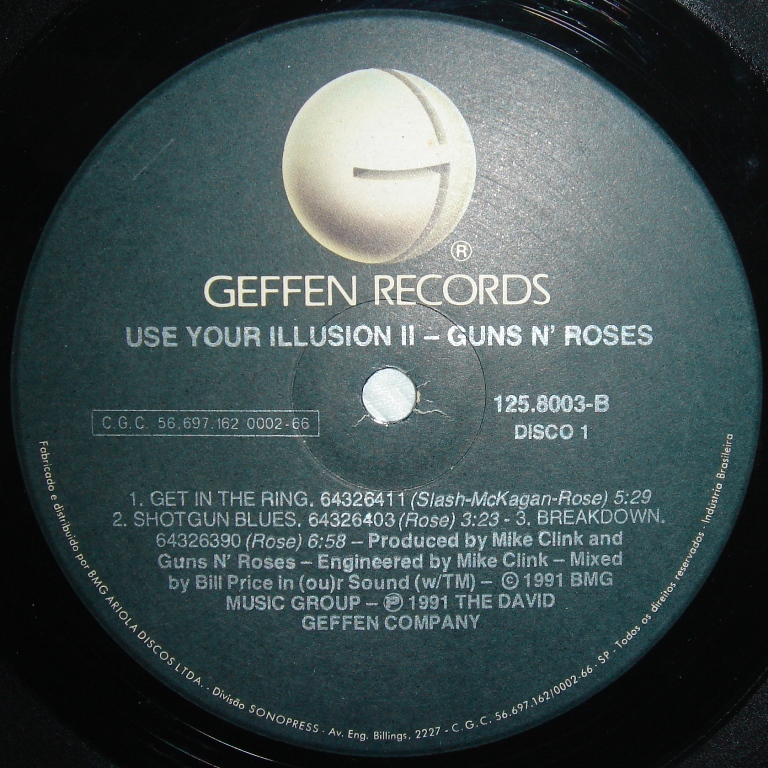 ®
GEFFEN RECORDS
USE YOUR ILLUSION II – GUNS N' ROSES
125.8003-B
C.G.C. 56.697.162 0002-66
DISCO 1
1. GET IN THE RING. 64326411 (Slash-McKagan-Rose) 5:29
2. SHOTGUN BLUES. 64326403 (Rose) 3:23 - 3. BREAKDOWN.
64326390 (Rose) 6:58 – Produced by Mike Clink and
Guns N' Roses – Engineered by Mike Clink – Mixed
by Bill Price in (ou)r Sound (w/TM) – © 1991 BMG
MUSIC GROUP – ℗ 1991 THE DAVID
GEFFEN COMPANY
Fabricado e distribuido por BMG ARIOLA DISCOS LTDA. - Divisão SONOPRESS - Av. Eng. Billings, 2227 - C.G.C. 56.697.162/0002-66 - SP - Todos os direitos reservados - Indústria Brasileira